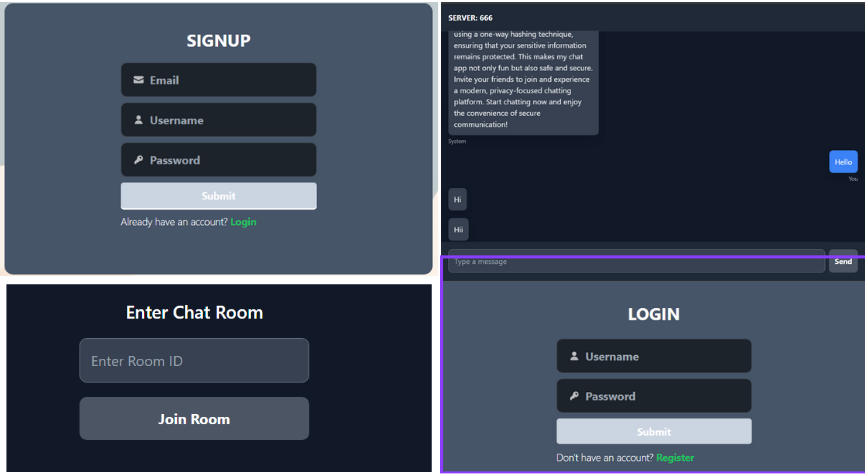 SIGNUP
Email
Username
Password
Submit
Already have an account? Login
SERVER: 666
using a one-way hashing technique,
ensuring that your sensitive information
remains protected. This makes my chat
app not only fun but also safe and secure.
Invite your friends to join and experience
a modern, privacy-focused chatting
platform. Start chatting now and enjoy
the convenience of secure
communication!
System
Hello
You
Hi
Hii
Type a message
Send
Enter Chat Room
Enter Room ID
Join Room
LOGIN
Username
Password
Submit
Don't have an account? Register